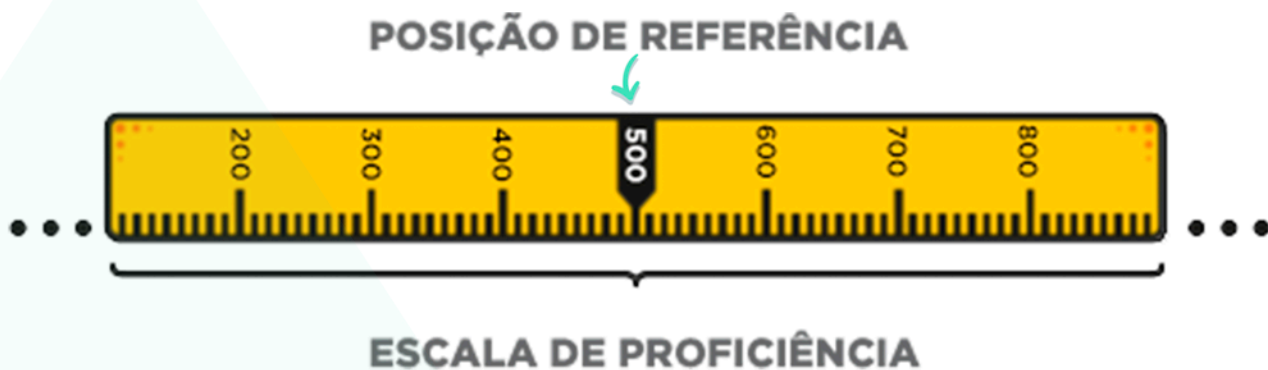 POSIÇÃO DE REFERÊNCIA
200 300 400 500 600 700 800
ESCALA DE PROFICIÊNCIA